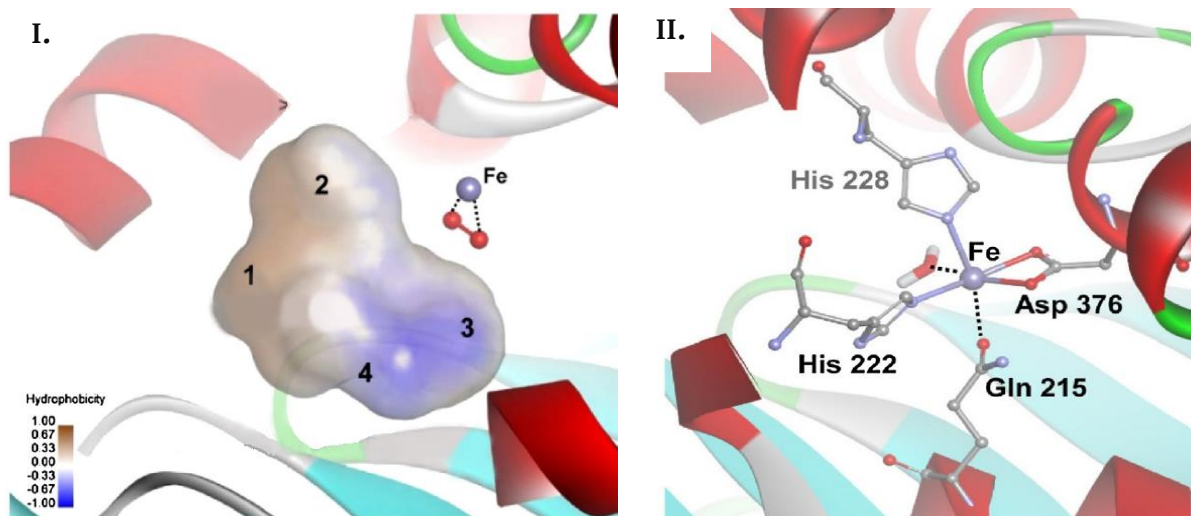 I.
2
Fe
1
3
4
Hydrophobicity
1.00
0.67
0.33
0.00
-0.33
-0.67
-1.00
II.
His 228
Fe
Asp 376
His 222
Gln 215